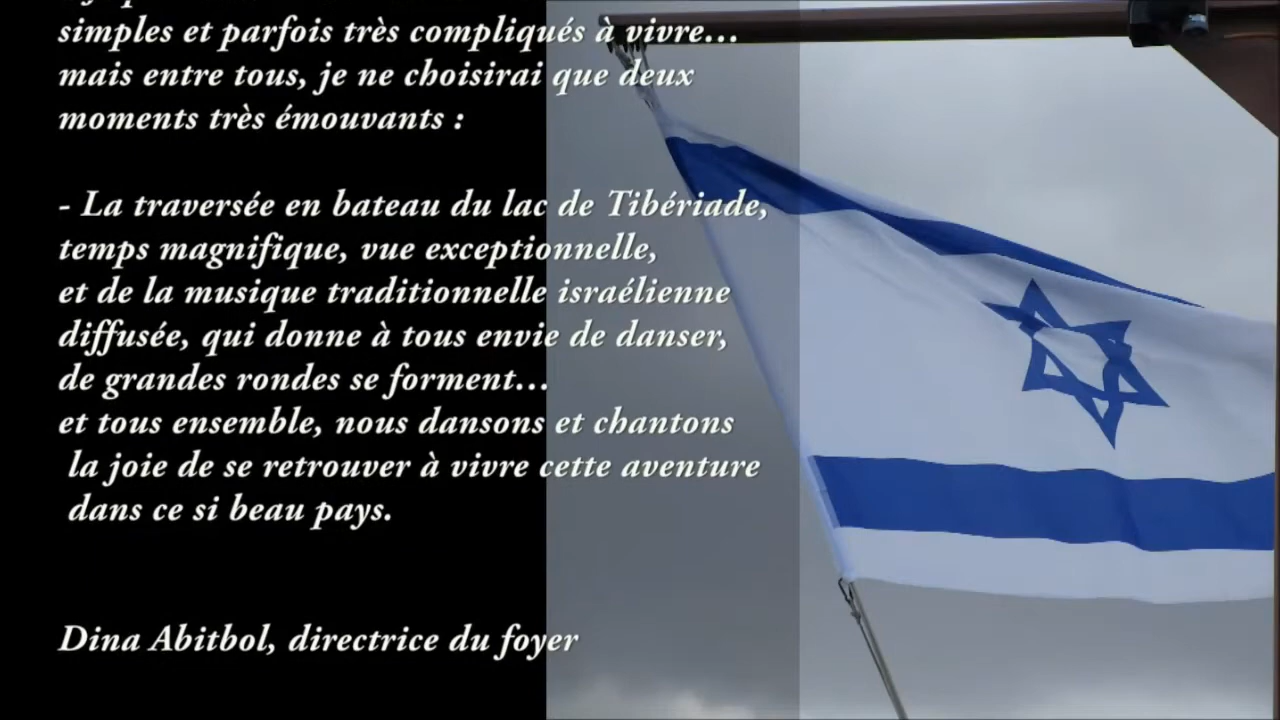 simples et parfois très compliqués à vivre...
mais entre tous, je ne choisirai que deux
moments très émouvants :
- La traversée en bateau du lac de Tibériade,
temps magnifique, vue exceptionnelle,
et de la musique traditionnelle israélienne
diffusée, qui donne à tous envie de danser,
de grandes rondes se forment...
et tous ensemble, nous dansons et chantons
la joie de se retrouver à vivre cette aventure
dans ce si beau pays.
Dina Abitbol, directrice du foyer